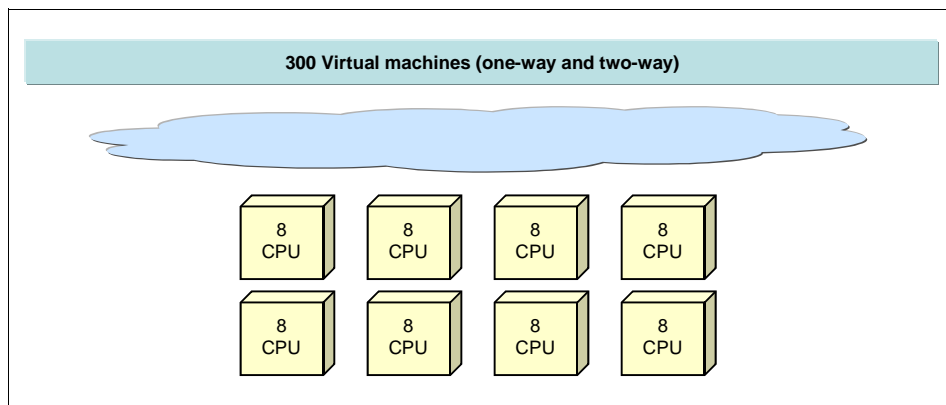 300 Virtual machines (one-way and two-way)
8
CPU
8
CPU
8
CPU
8
CPU
8
CPU
8
CPU
8
CPU
8
CPU